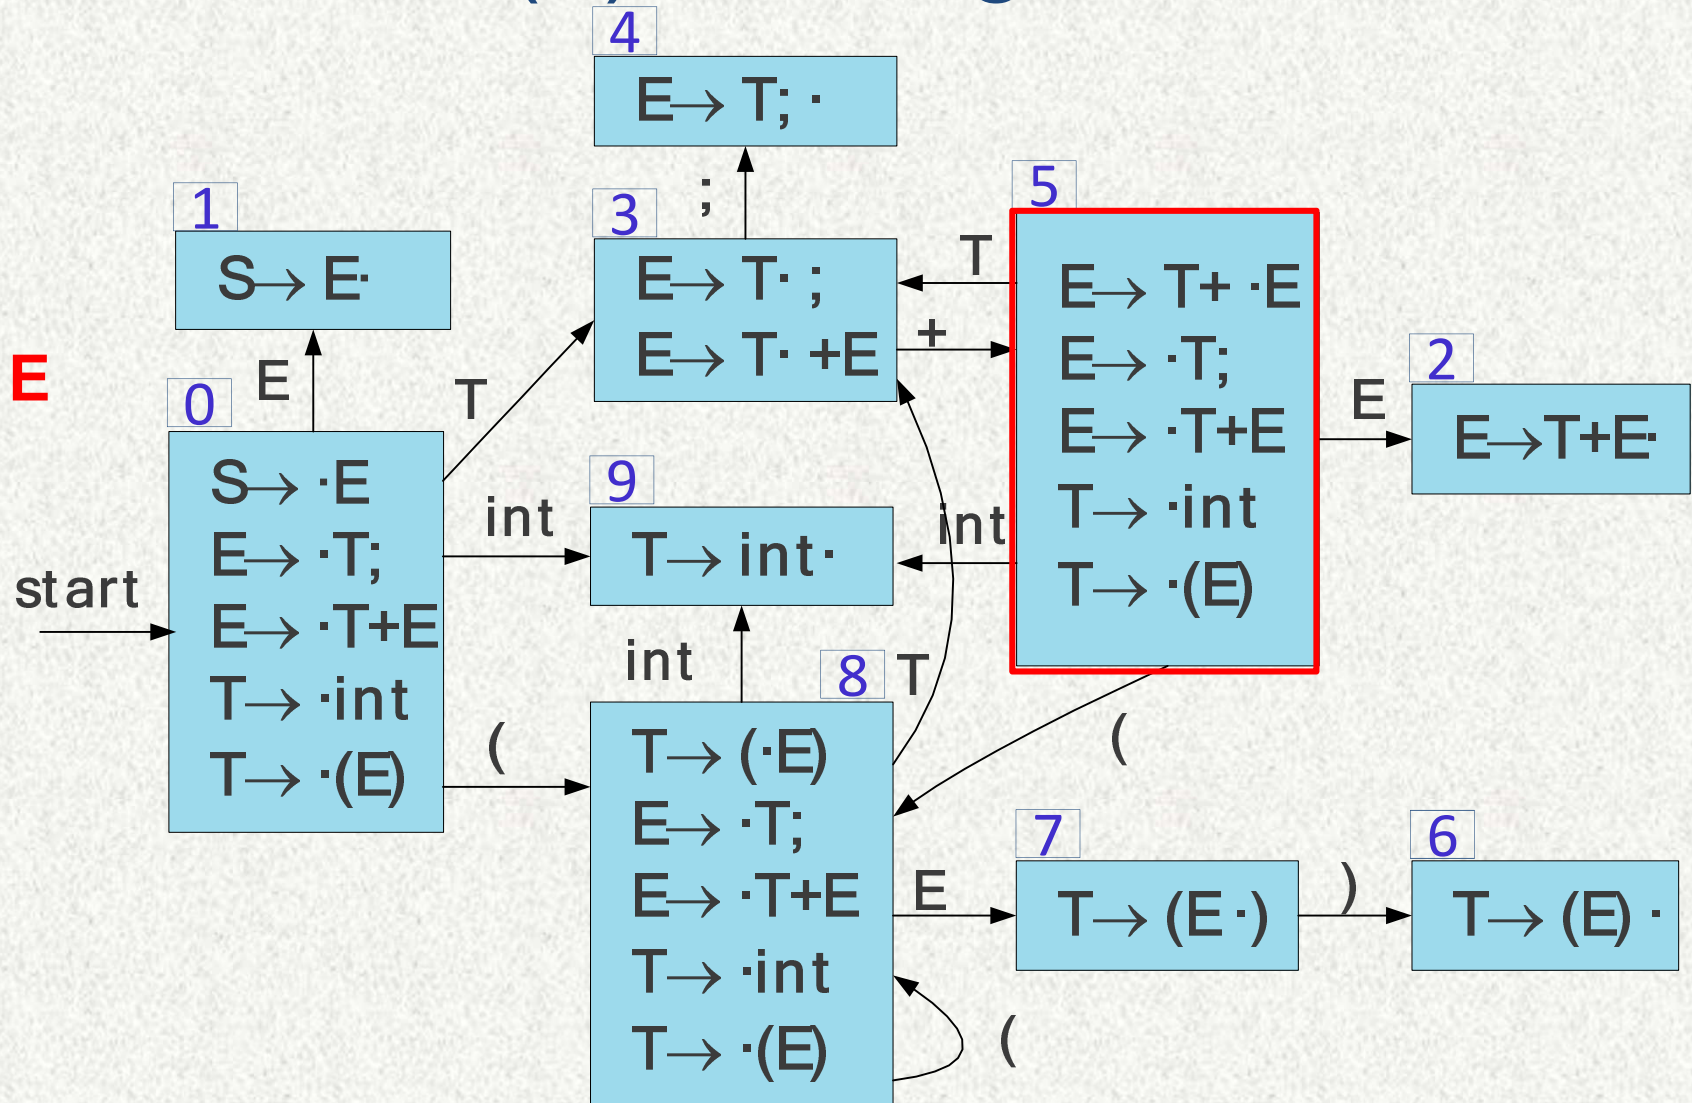 4
E→ T; ·
;
1
S→ E·
3
E→ T· ;
E→ T· +E
5
E→ T+ ·E
E→ ·T;
E→ ·T+E
T→ ·int
T→ ·(E)
T
+
E
E
T
E
2
E→T+E·
0
S→ ·E
E→ ·T;
E→ ·T+E
T→ ·int
T→ ·(E)
start
int
9
T→ int·
int
int
8
T
(
T→ (·E)
E→ ·T;
E→ ·T+E
T→ ·int
T→ ·(E)
(
E
7
T→ (E ·)
)
6
T→ (E) ·
(